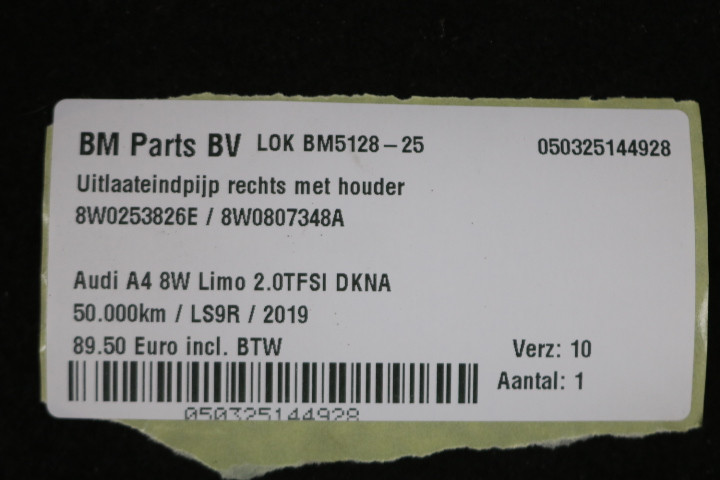 BM Parts BV LOK BM5128-25 050325144928
Uitlaateindpijp rechts met houder
8W0253826E / 8W0807348A
Audi A4 8W Limo 2.0TFSI DKNA
50.000km / LS9R / 2019
89.50 Euro incl. BTW Verz: 10
Aantal: 1
050325144928